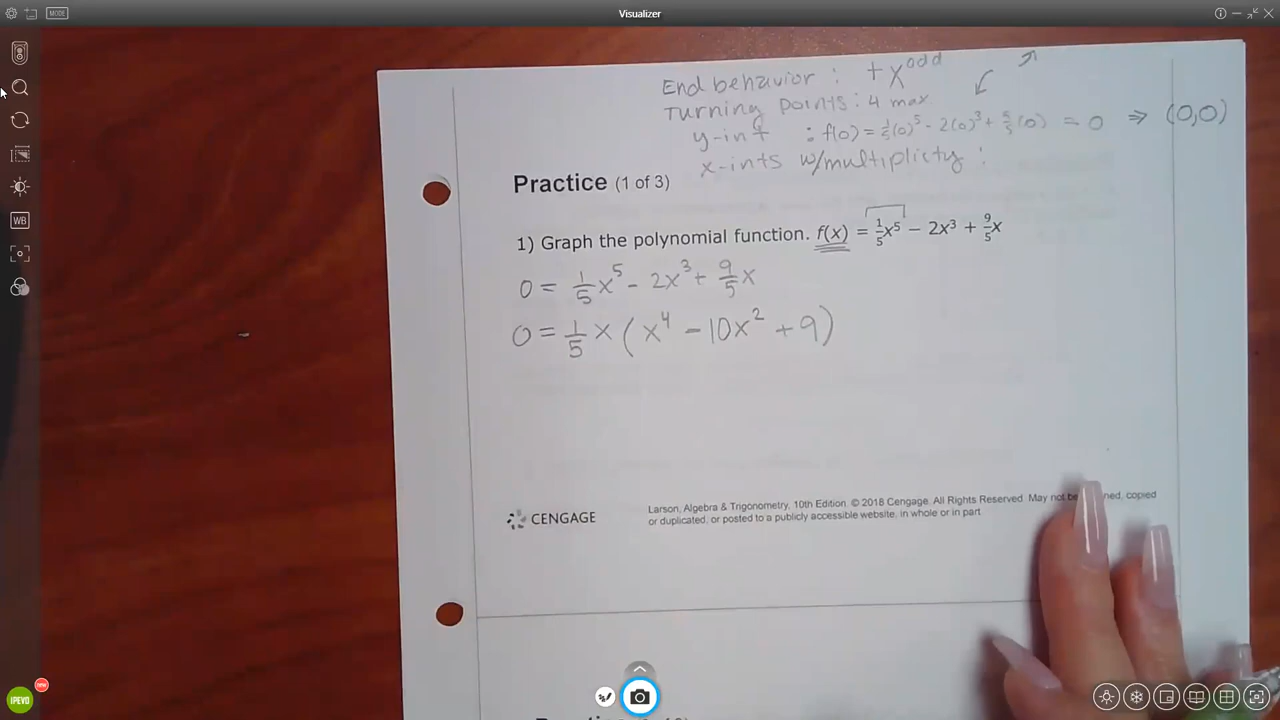 MODE
Visualizer
End behavior : +x^odd ↙ ↗
Turning points : 4 max.
y-int : f(0) = 1/5(0)^5 - 2(0)^3 + 9/5(0) = 0 ⇒ (0,0)
x-ints w/multiplicty :
WB
Practice (1 of 3)
1) Graph the polynomial function. f(x) = 1/5x^5 − 2x^3 + 9/5x
0 = 1/5x^5 - 2x^3 + 9/5x
0 = 1/5x(x^4 - 10x^2 + 9)
CENGAGE
Larson, Algebra & Trigonometry, 10th Edition. © 2018 Cengage. All Rights Reserved. May not be copied
or duplicated, or posted to a publicly accessible website, in whole or in part
IPEVO